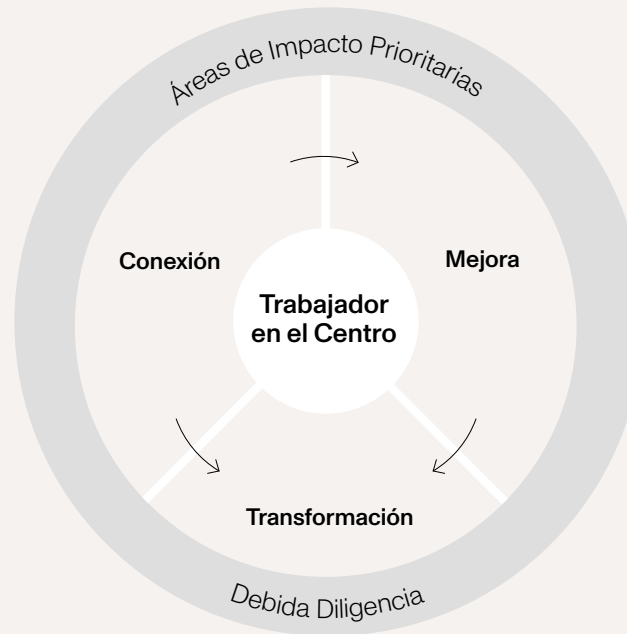 Áreas de Impacto Prioritarias
Conexión
Mejora
Trabajador
en el Centro
Transformación
Debida Diligencia